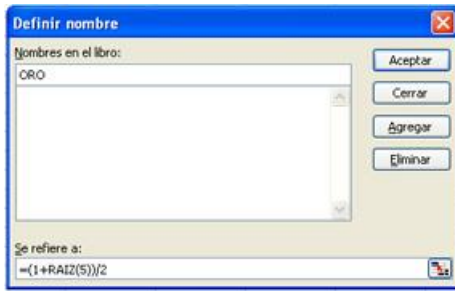 Definir nombre
Nombres en el libro:
ORO
Aceptar
Cerrar
Agregar
Eliminar
Se refiere a:
=(1+RAIZ(5))/2